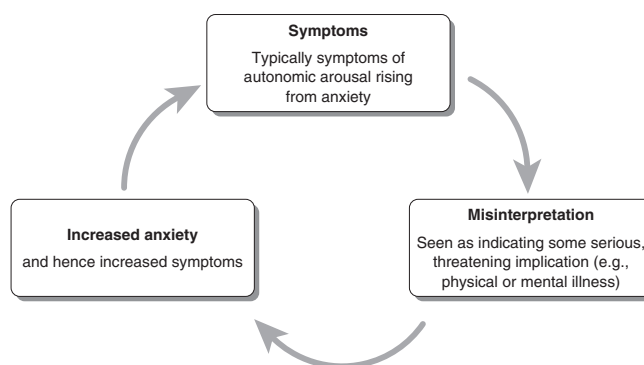 Symptoms
Typically symptoms of
autonomic arousal rising
from anxiety
Misinterpretation
Seen as indicating some serious,
threatening implication (e.g.,
physical or mental illness)
Increased anxiety
and hence increased symptoms